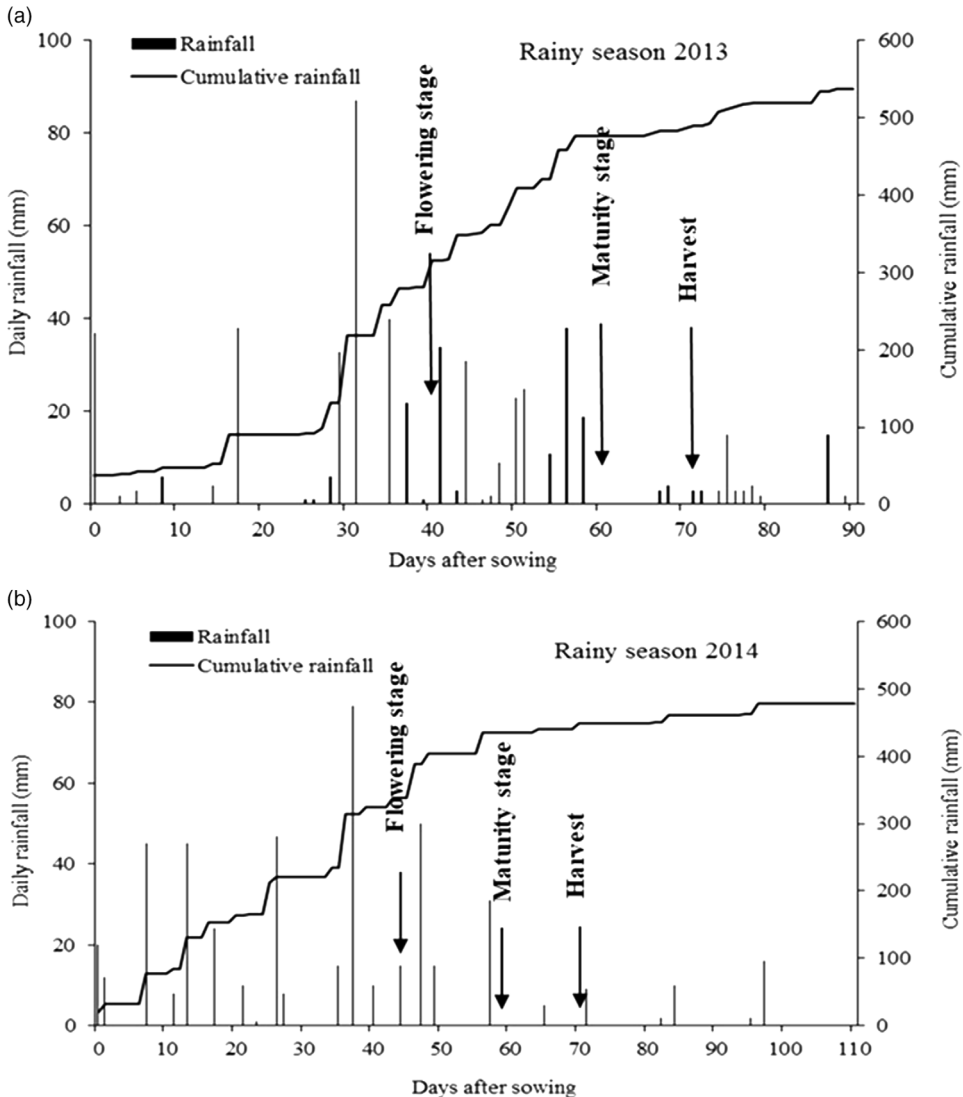 (a)
Rainfall
Cumulative rainfall
Rainy season 2013
Flowering stage
Maturity stage
Harvest
Daily rainfall (mm)
100
80
60
40
20
0
Cumulative rainfall (mm)
600
500
400
300
200
100
0
0 10 20 30 40 50 60 70 80 90
Days after sowing
(b)
Rainfall
Cumulative rainfall
Rainy season 2014
Flowering stage
Maturity stage
Harvest
Daily rainfall (mm)
100
80
60
40
20
0
Cumulative rainfall (mm)
600
500
400
300
200
100
0
0 10 20 30 40 50 60 70 80 90 100 110
Days after sowing